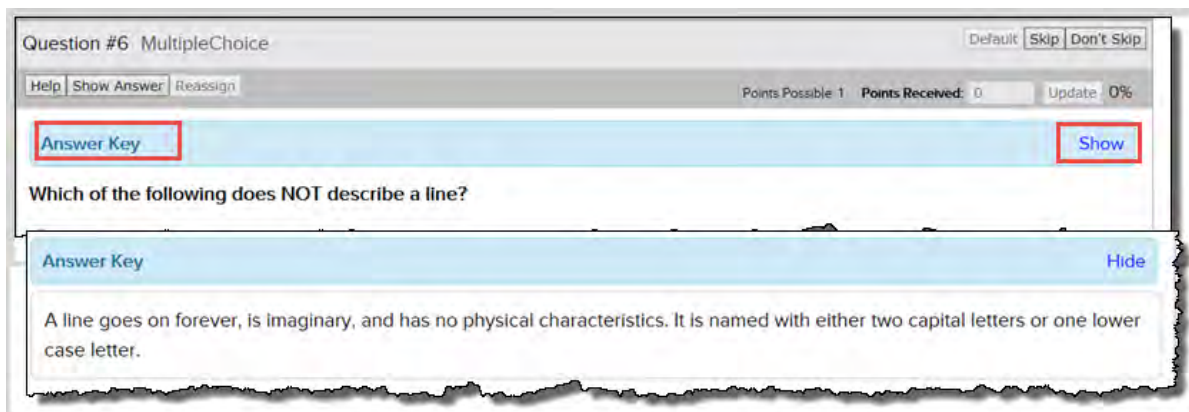 Question #6 MultipleChoice Default Skip Don't Skip
Help Show Answer Reassign Points Possible 1 Points Received: 0 Update 0%
Answer Key Show
Which of the following does NOT describe a line?
Answer Key Hide
A line goes on forever, is imaginary, and has no physical characteristics. It is named with either two capital letters or one lower
case letter.